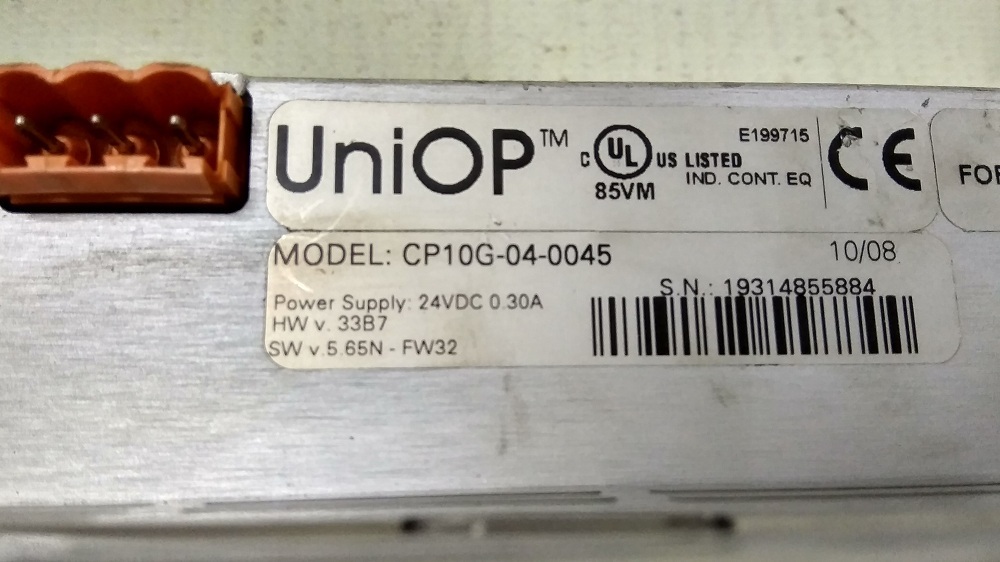 UniOP™
C UL US LISTED
85VM
E199715
IND. CONT. EQ
CE
FOR
MODEL: CP10G-04-0045
10/08
Power Supply: 24VDC 0.30A
HW v. 33B7
SW v.5.65N - FW32
S.N.: 19314855884